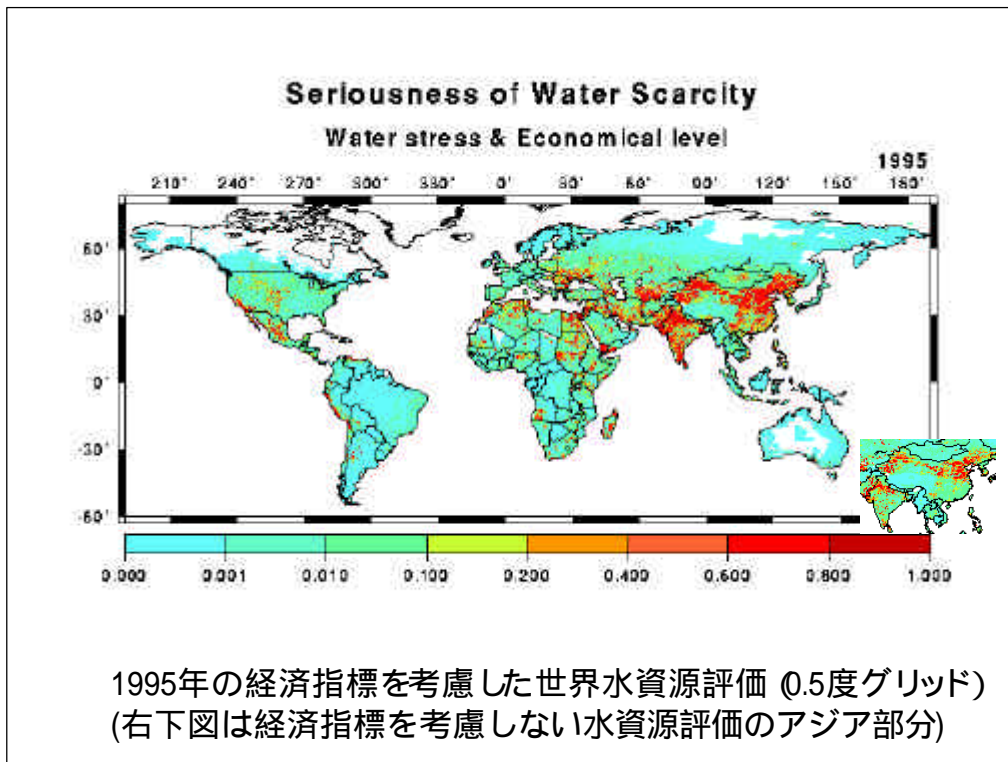 Seriousness of Water Scarcity
Water stress & Economical level
1995
210° 240° 270° 300° 330° 0° 30° 60° 90° 120° 150° 180°
60°
30°
0°
-30°
-60°
0.000 0.001 0.010 0.100 0.200 0.400 0.600 0.800 1.000
1995年の経済指標を考慮した世界水資源評価 (0.5度グリッド)
(右下図は経済指標を考慮しない水資源評価のアジア部分)